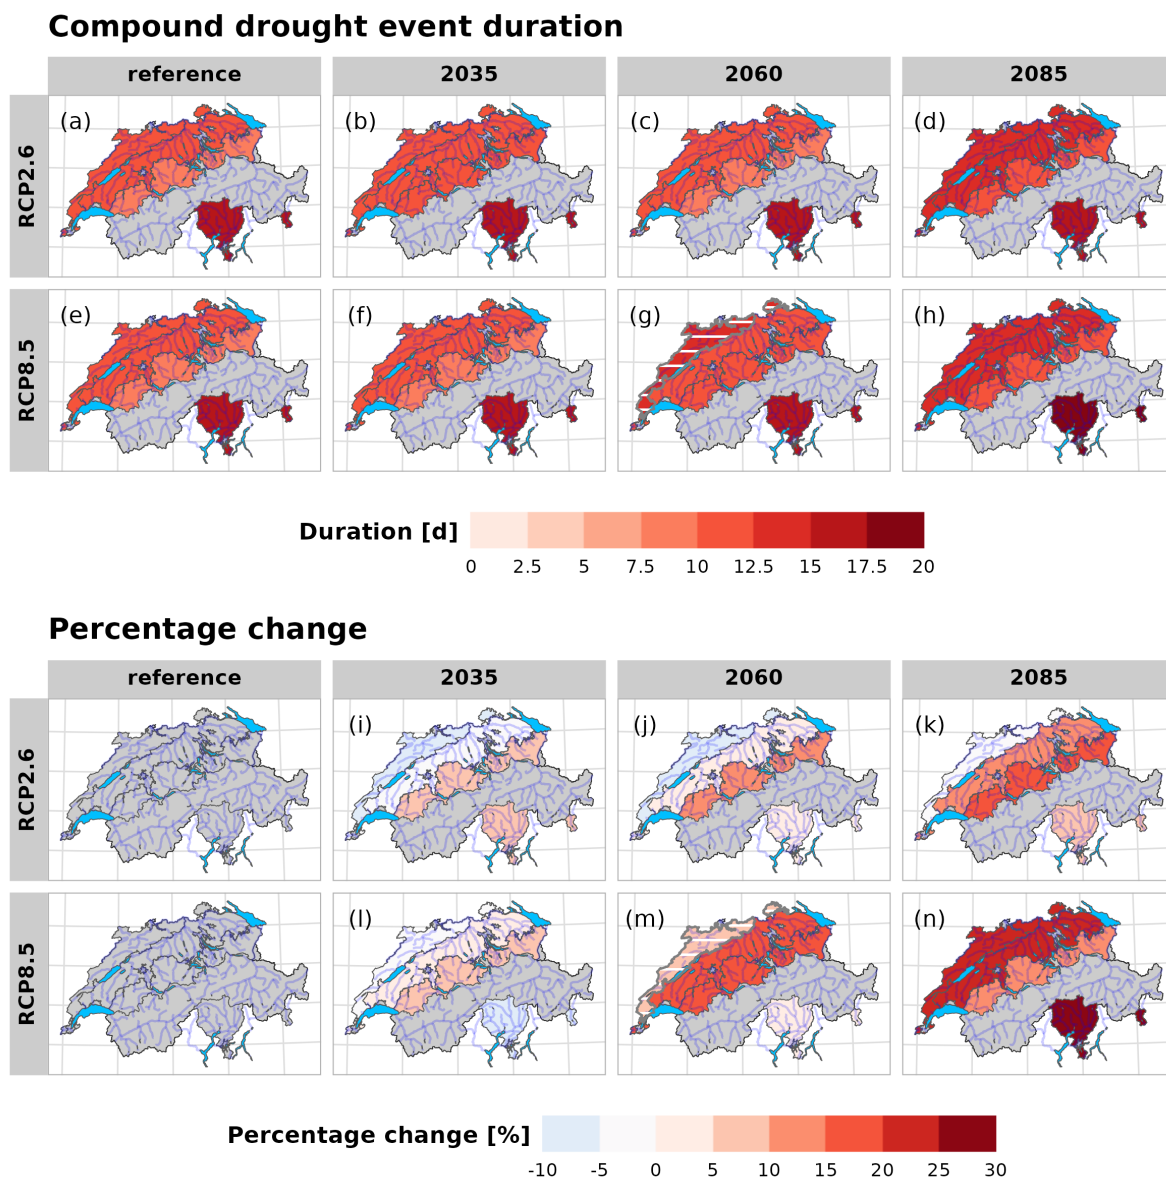 Compound drought event duration
reference 2035 2060 2085
RCP2.6
(a) (b) (c) (d)
RCP8.5
(e) (f) (g) (h)
Duration [d]
0 2.5 5 7.5 10 12.5 15 17.5 20
Percentage change
reference 2035 2060 2085
RCP2.6
(i) (j) (k)
RCP8.5
(l) (m) (n)
Percentage change [%]
-10 -5 0 5 10 15 20 25 30